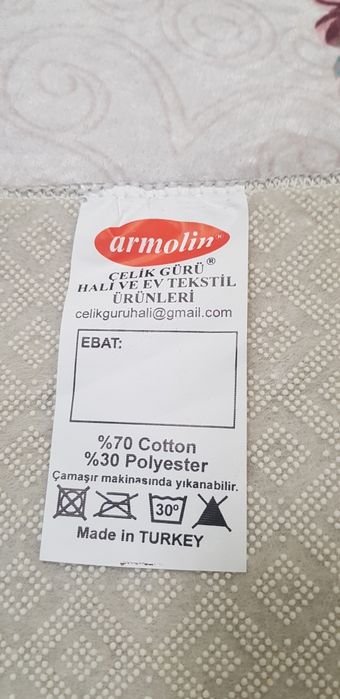 armolin
ÇELİK GÜRÜ ®
HALI VE EV TEKSTİL
ÜRÜNLERİ
celikguruhali@gmail.com
EBAT:
%70 Cotton
%30 Polyester
Çamaşır makinasında yıkanabilir.
30°
Made in TURKEY